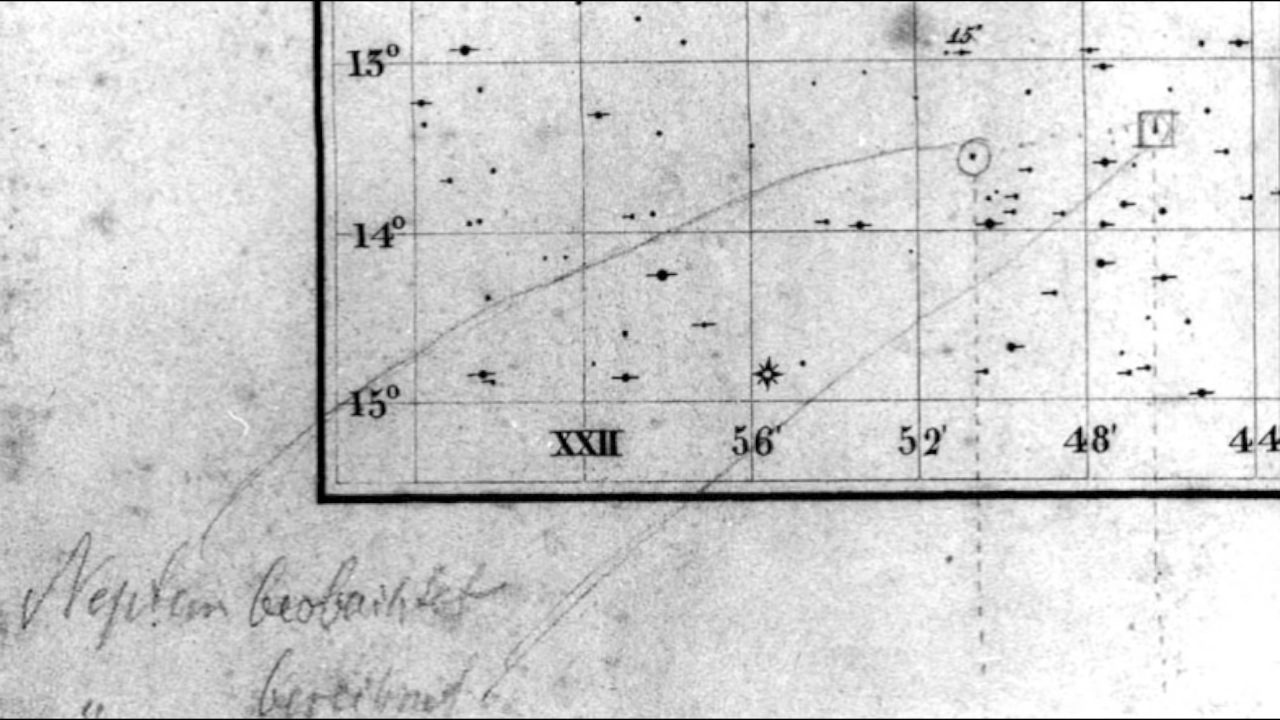 15'
13°
14°
15°
XXII 56' 52' 48' 44
Neptun beobachtet
" berechnet